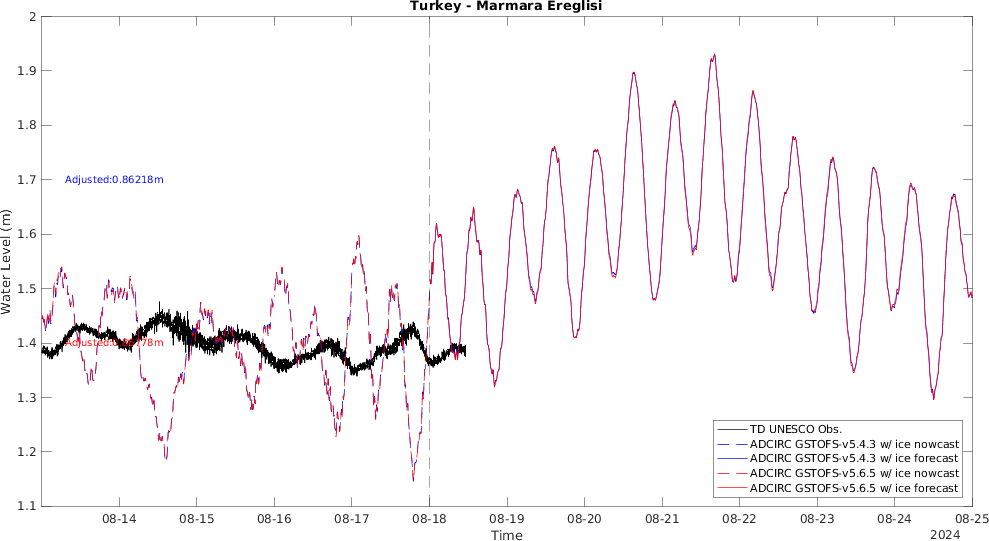 Turkey - Marmara Ereglisi
Water Level (m)
2
1.9
1.8
1.7
1.6
1.5
1.4
1.3
1.2
1.1
Adjusted:0.86218m
TD UNESCO Obs.
ADCIRC GSTOFS-v5.4.3 w/ ice nowcast
ADCIRC GSTOFS-v5.4.3 w/ ice forecast
ADCIRC GSTOFS-v5.6.5 w/ ice nowcast
ADCIRC GSTOFS-v5.6.5 w/ ice forecast
08-14
08-15
08-16
08-17
08-18
08-19
08-20
08-21
08-22
08-23
08-24
08-25
Time
2024